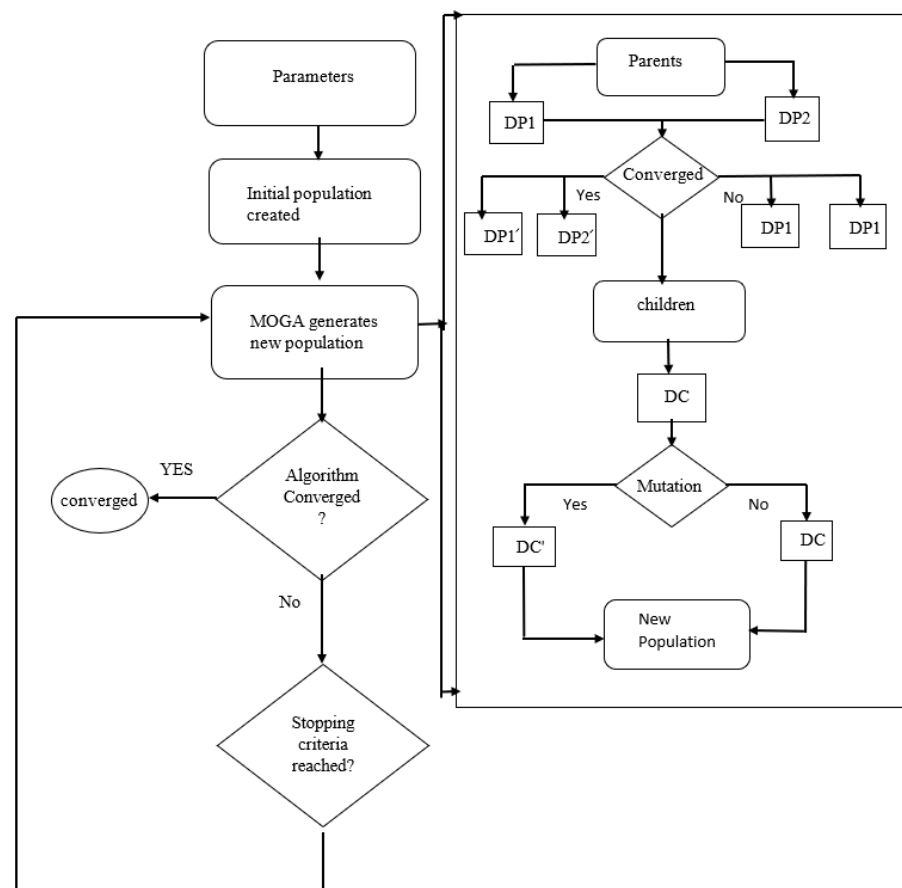 Parameters
Initial population
created
MOGA generates
new population
Algorithm
Converged
?
YES
converged
No
Stopping
criteria
reached?
Parents
DP1
DP2
Converged
Yes
No
DP1´
DP2´
DP1
DP1
children
DC
Mutation
Yes
No
DC'
DC
New
Population